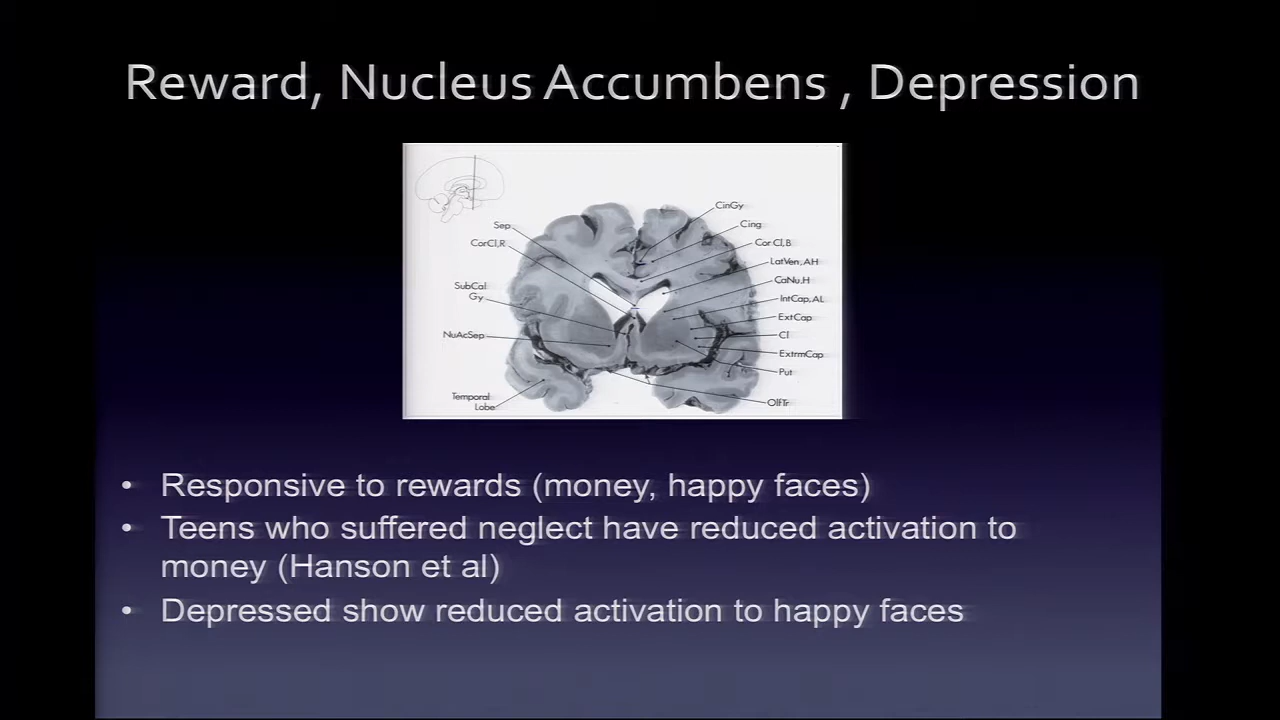 Reward, Nucleus Accumbens , Depression
Sep
CorCl,R
SubCal
Gy
NuAcSep
Temporal
Lobe
CinGy
Cing
Cor Cl,B
LatVen,AH
CaNu,H
IntCap,AL
ExtCap
Cl
ExtrmCap
Put
OlfTr
• Responsive to rewards (money, happy faces)
• Teens who suffered neglect have reduced activation to
money (Hanson et al)
• Depressed show reduced activation to happy faces